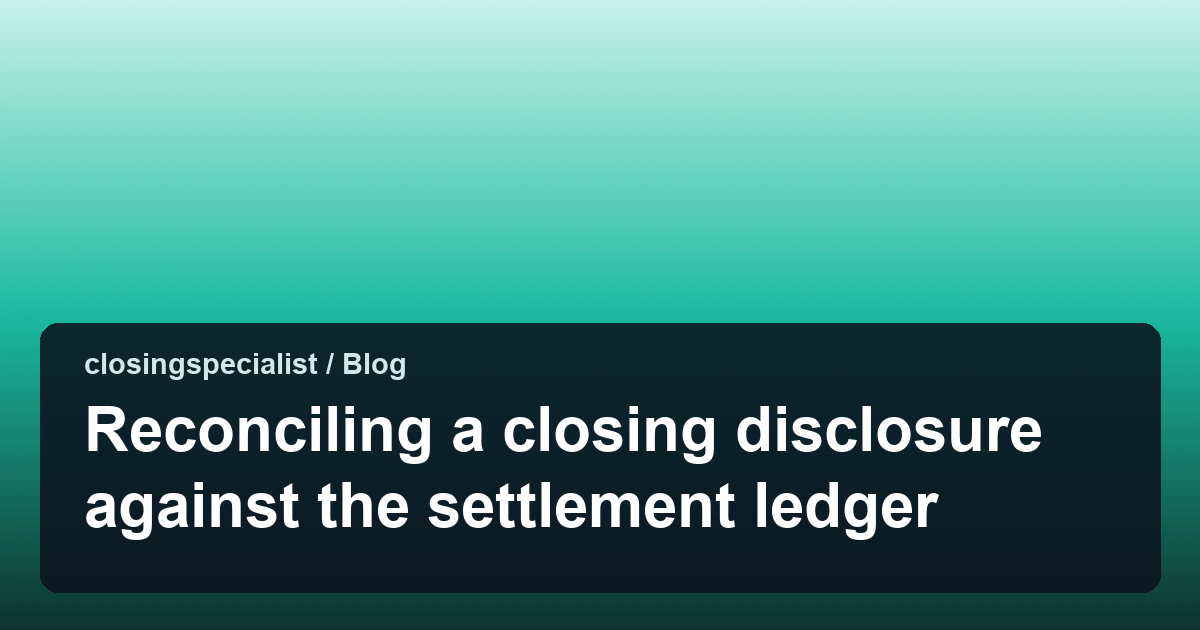 closingspecialist / Blog
Reconciling a closing disclosure
against the settlement ledger